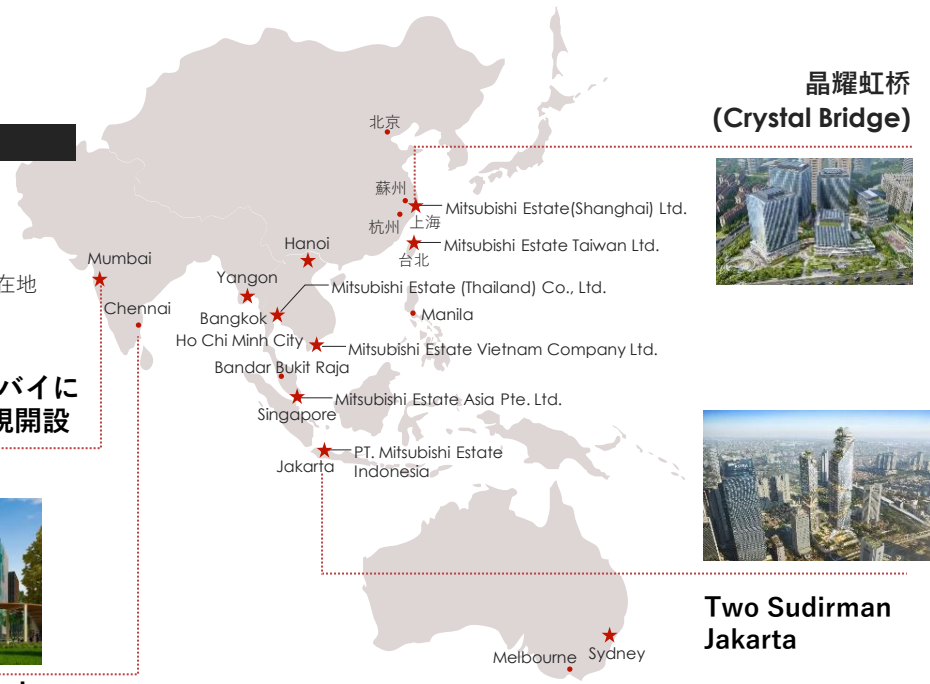 晶耀虹桥
(Crystal Bridge)
北京
蘇州
Mitsubishi Estate(Shanghai) Ltd.
杭州
上海
Hanoi
Mitsubishi Estate Taiwan Ltd.
台北
Mumbai
在地
Yangon
Mitsubishi Estate (Thailand) Co., Ltd.
Chennai
Bangkok
Manila
Ho Chi Minh City
Mitsubishi Estate Vietnam Company Ltd.
Bandar Bukit Raja
バイに
開設
Mitsubishi Estate Asia Pte. Ltd.
Singapore
PT. Mitsubishi Estate
Indonesia
Jakarta
Two Sudirman
Jakarta
Melbourne
Sydney